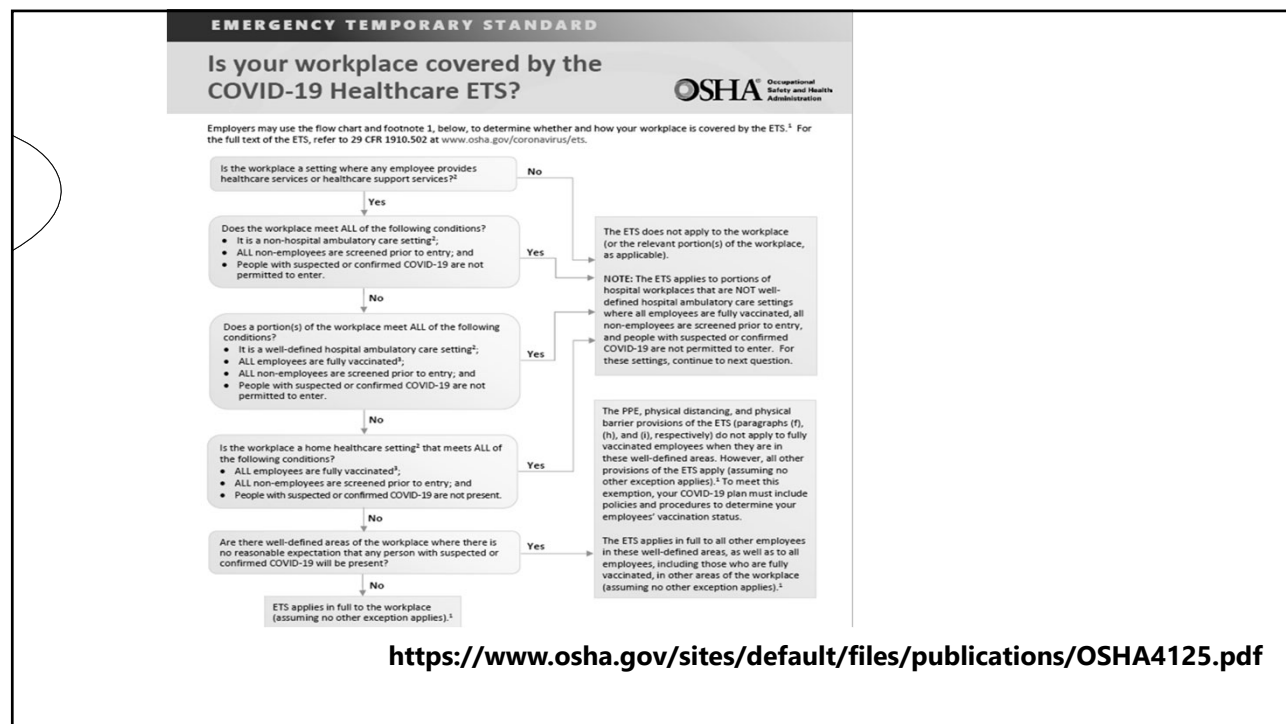 EMERGENCY TEMPORARY STANDARD
Is your workplace covered by the
COVID-19 Healthcare ETS?
OSHA®
Occupational
Safety and Health
Administration
Employers may use the flow chart and footnote 1, below, to determine whether and how your workplace is covered by the ETS.¹ For
the full text of the ETS, refer to 29 CFR 1910.502 at www.osha.gov/coronavirus/ets.
Is the workplace a setting where any employee provides
healthcare services or healthcare support services?²
No
Yes
Does the workplace meet ALL of the following conditions?
• It is a non-hospital ambulatory care setting²;
• ALL non-employees are screened prior to entry; and
• People with suspected or confirmed COVID-19 are not
permitted to enter.
Yes
No
The ETS does not apply to the workplace
(or the relevant portion(s) of the workplace,
as applicable).
NOTE: The ETS applies to portions of
hospital workplaces that are NOT well-
defined hospital ambulatory care settings
where all employees are fully vaccinated, all
non-employees are screened prior to entry,
and people with suspected or confirmed
COVID-19 are not permitted to enter. For
these settings, continue to next question.
Does a portion(s) of the workplace meet ALL of the following
conditions?
• It is a well-defined hospital ambulatory care setting²;
• ALL employees are fully vaccinated³;
• ALL non-employees are screened prior to entry; and
• People with suspected or confirmed COVID-19 are not
permitted to enter.
Yes
No
Is the workplace a home healthcare setting² that meets ALL of
the following conditions?
• ALL employees are fully vaccinated³;
• ALL non-employees are screened prior to entry; and
• People with suspected or confirmed COVID-19 are not present.
Yes
No
The PPE, physical distancing, and physical
barrier provisions of the ETS (paragraphs (f),
(h), and (i), respectively) do not apply to fully
vaccinated employees when they are in
these well-defined areas. However, all other
provisions of the ETS apply (assuming no
other exception applies).¹ To meet this
exemption, your COVID-19 plan must include
policies and procedures to determine your
employees' vaccination status.
The ETS applies in full to all other employees
in these well-defined areas, as well as to all
employees, including those who are fully
vaccinated, in other areas of the workplace
(assuming no other exception applies).¹
Are there well-defined areas of the workplace where there is
no reasonable expectation that any person with suspected or
confirmed COVID-19 will be present?
Yes
No
ETS applies in full to the workplace
(assuming no other exception applies).¹
https://www.osha.gov/sites/default/files/publications/OSHA4125.pdf